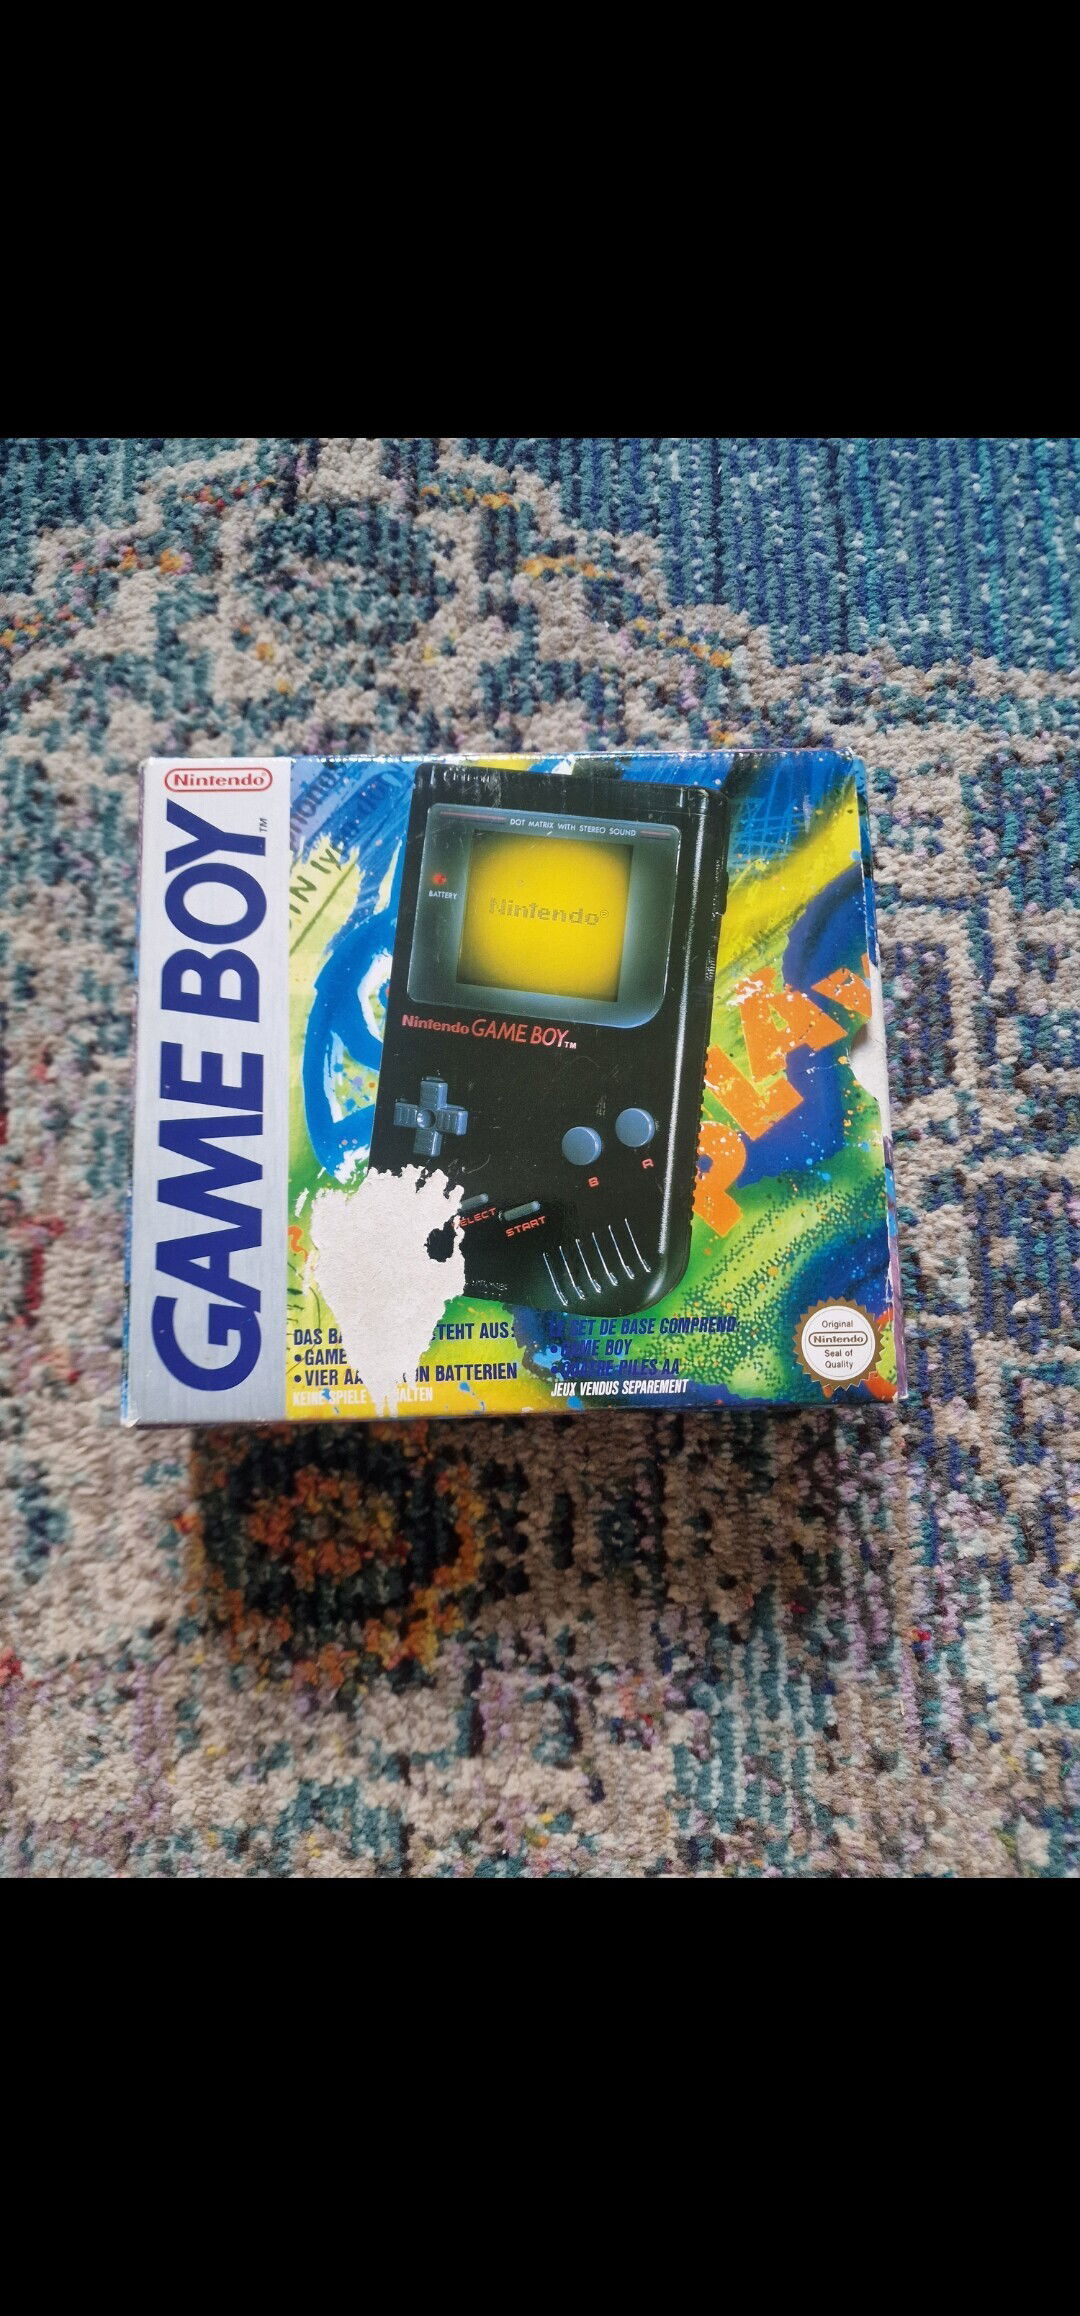 Nintendo®
GAME BOY™
DOT MATRIX WITH STEREO SOUND
BATTERY
Nintendo®
Nintendo GAME BOY™
B
A
ELECT
START
PLAY
DAS BA TEHT AUS:
•GAME
•VIER AA N BATTERIEN
KEINE SPIELE HALTEN
SET DE BASE COMPREND:
•GAME BOY
•QUATRE PILES AA
JEUX VENDUS SEPAREMENT
Original
Nintendo
Seal of
Quality